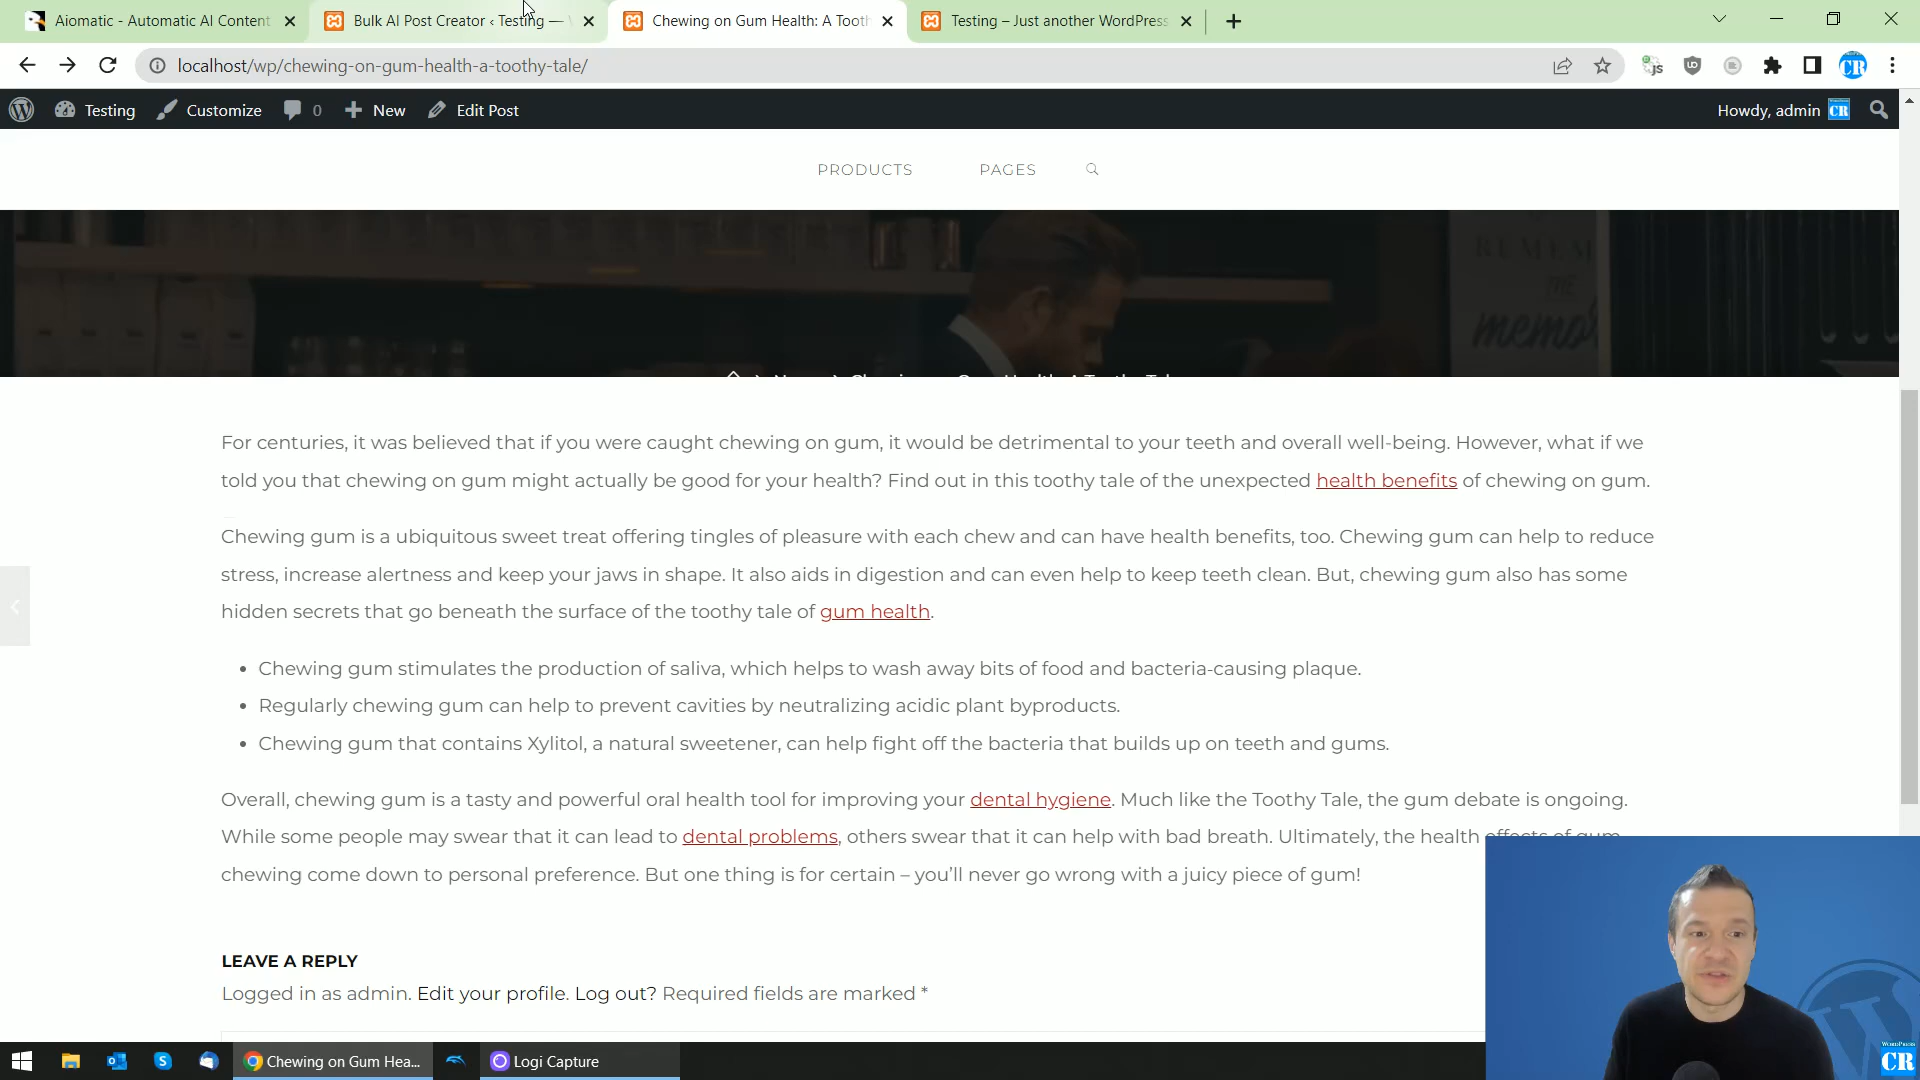 Aiomatic - Automatic AI Content
Bulk AI Post Creator ‹ Testing —
Chewing on Gum Health: A Tooth
Testing – Just another WordPress
localhost/wp/chewing-on-gum-health-a-toothy-tale/
Testing
Customize
0
New
Edit Post
Howdy, admin
PRODUCTS
PAGES
For centuries, it was believed that if you were caught chewing on gum, it would be detrimental to your teeth and overall well-being. However, what if we
told you that chewing on gum might actually be good for your health? Find out in this toothy tale of the unexpected health benefits of chewing on gum.
Chewing gum is a ubiquitous sweet treat offering tingles of pleasure with each chew and can have health benefits, too. Chewing gum can help to reduce
stress, increase alertness and keep your jaws in shape. It also aids in digestion and can even help to keep teeth clean. But, chewing gum also has some
hidden secrets that go beneath the surface of the toothy tale of gum health.
• Chewing gum stimulates the production of saliva, which helps to wash away bits of food and bacteria-causing plaque.
• Regularly chewing gum can help to prevent cavities by neutralizing acidic plant byproducts.
• Chewing gum that contains Xylitol, a natural sweetener, can help fight off the bacteria that builds up on teeth and gums.
Overall, chewing gum is a tasty and powerful oral health tool for improving your dental hygiene. Much like the Toothy Tale, the gum debate is ongoing.
While some people may swear that it can lead to dental problems, others swear that it can help with bad breath. Ultimately, the health effects of gum
chewing come down to personal preference. But one thing is for certain – you'll never go wrong with a juicy piece of gum!
LEAVE A REPLY
Logged in as admin. Edit your profile. Log out? Required fields are marked *
Chewing on Gum Hea...
Logi Capture
WORDPRESS
CR